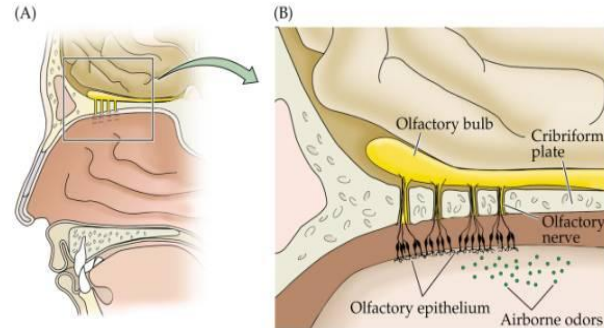 (A)
(B)
Olfactory bulb
Cribriform
plate
Olfactory
nerve
Olfactory epithelium
Airborne odors